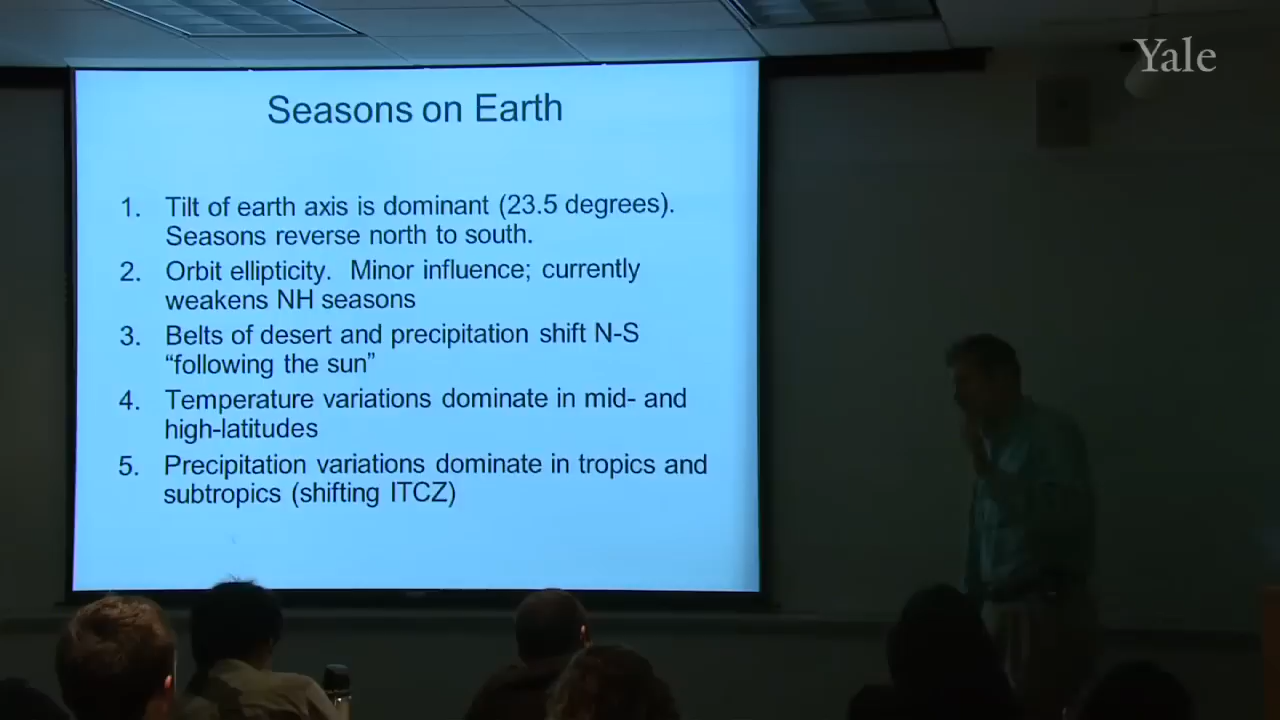 Yale
Seasons on Earth
1. Tilt of earth axis is dominant (23.5 degrees).
Seasons reverse north to south.
2. Orbit ellipticity. Minor influence; currently
weakens NH seasons
3. Belts of desert and precipitation shift N-S
“following the sun”
4. Temperature variations dominate in mid- and
high-latitudes
5. Precipitation variations dominate in tropics and
subtropics (shifting ITCZ)